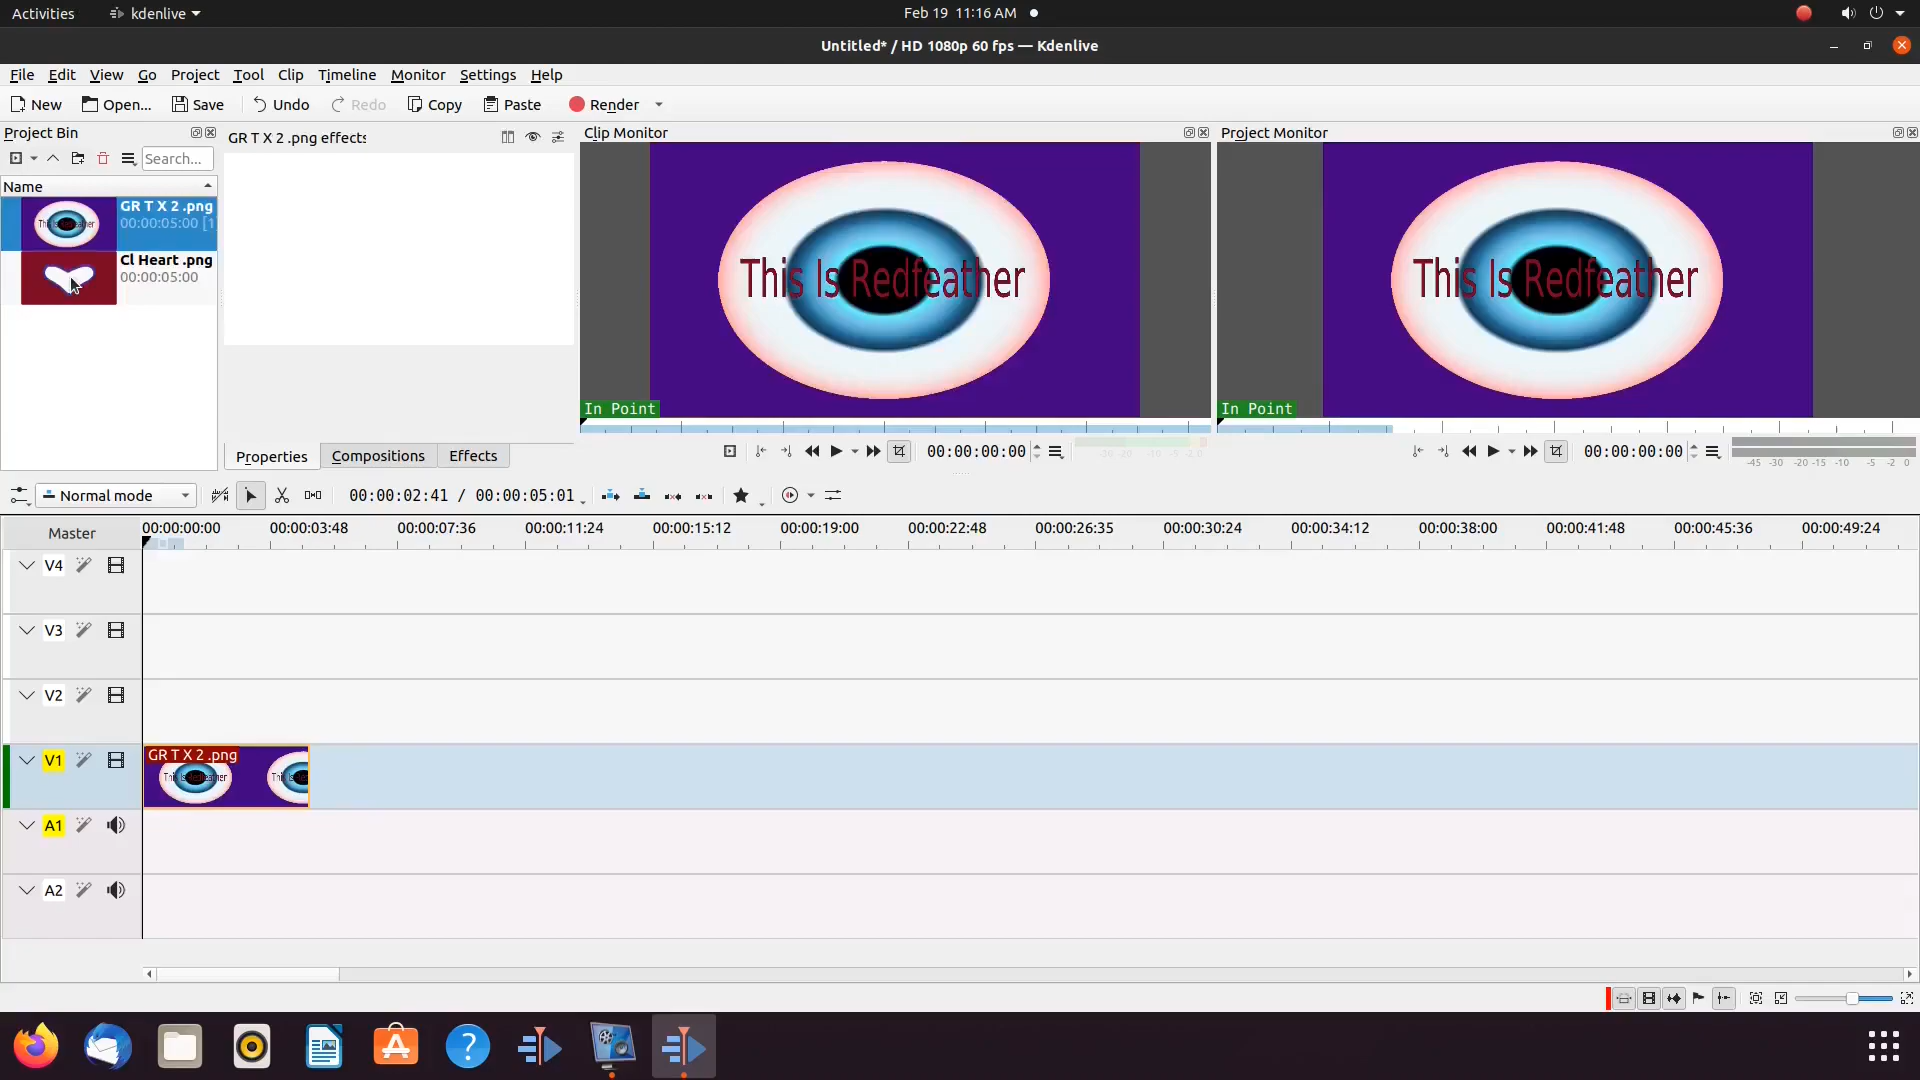 Activities kdenlive Feb 19 11:16 AM
Untitled* / HD 1080p 60 fps — Kdenlive
File Edit View Go Project Tool Clip Timeline Monitor Settings Help
New Open... Save Undo Redo Copy Paste Render
Project Bin
GR T X 2 .png effects
Clip Monitor
Project Monitor
Search...
Name
GR T X 2 .png
00:00:05:00 [1
Cl Heart .png
00:00:05:00
This Is Redfeather
This Is Redfeather
In Point
In Point
Properties Compositions Effects
00:00:00:00
00:00:00:00
-45 -30 -20 -15 -10 -5 -2 0
Normal mode
00:00:02:41 / 00:00:05:01
Master
00:00:00:00 00:00:03:48 00:00:07:36 00:00:11:24 00:00:15:12 00:00:19:00 00:00:22:48 00:00:26:35 00:00:30:24 00:00:34:12 00:00:38:00 00:00:41:48 00:00:45:36 00:00:49:24
V4
V3
V2
V1
GR T X 2 .png
This Is Redfeather
A1
A2